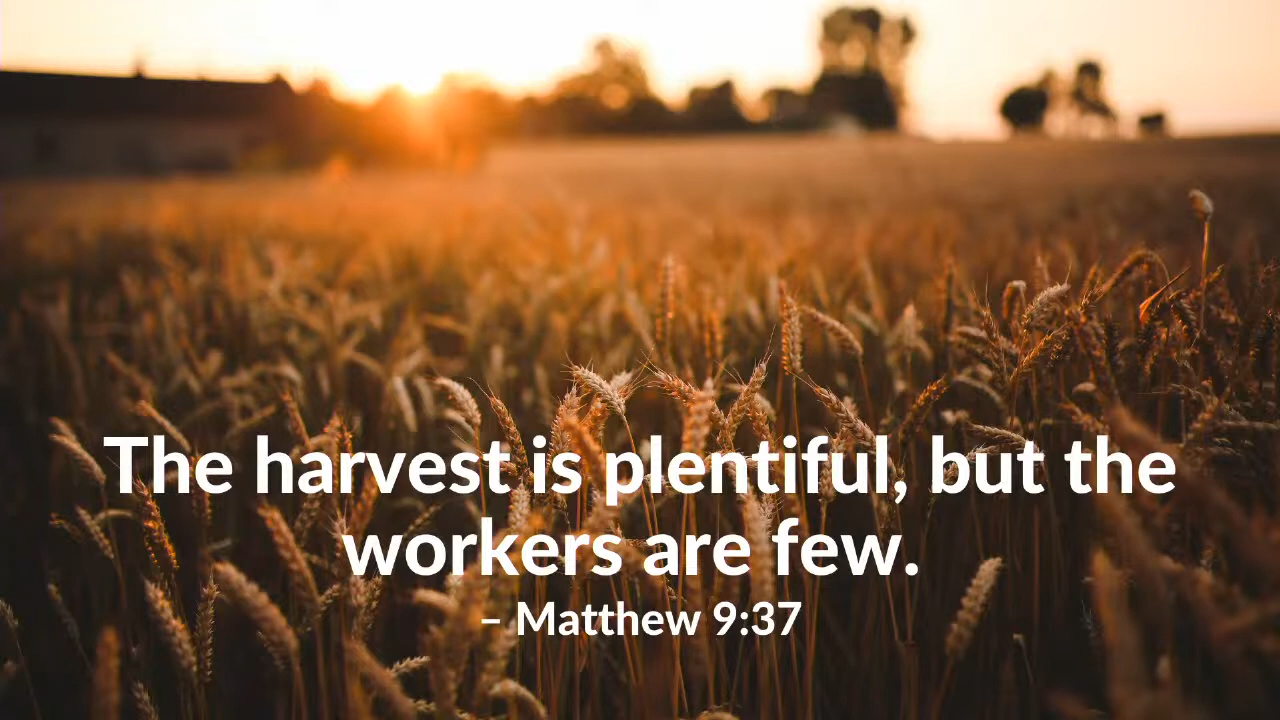 The harvest is plentiful, but the
workers are few.
– Matthew 9:37